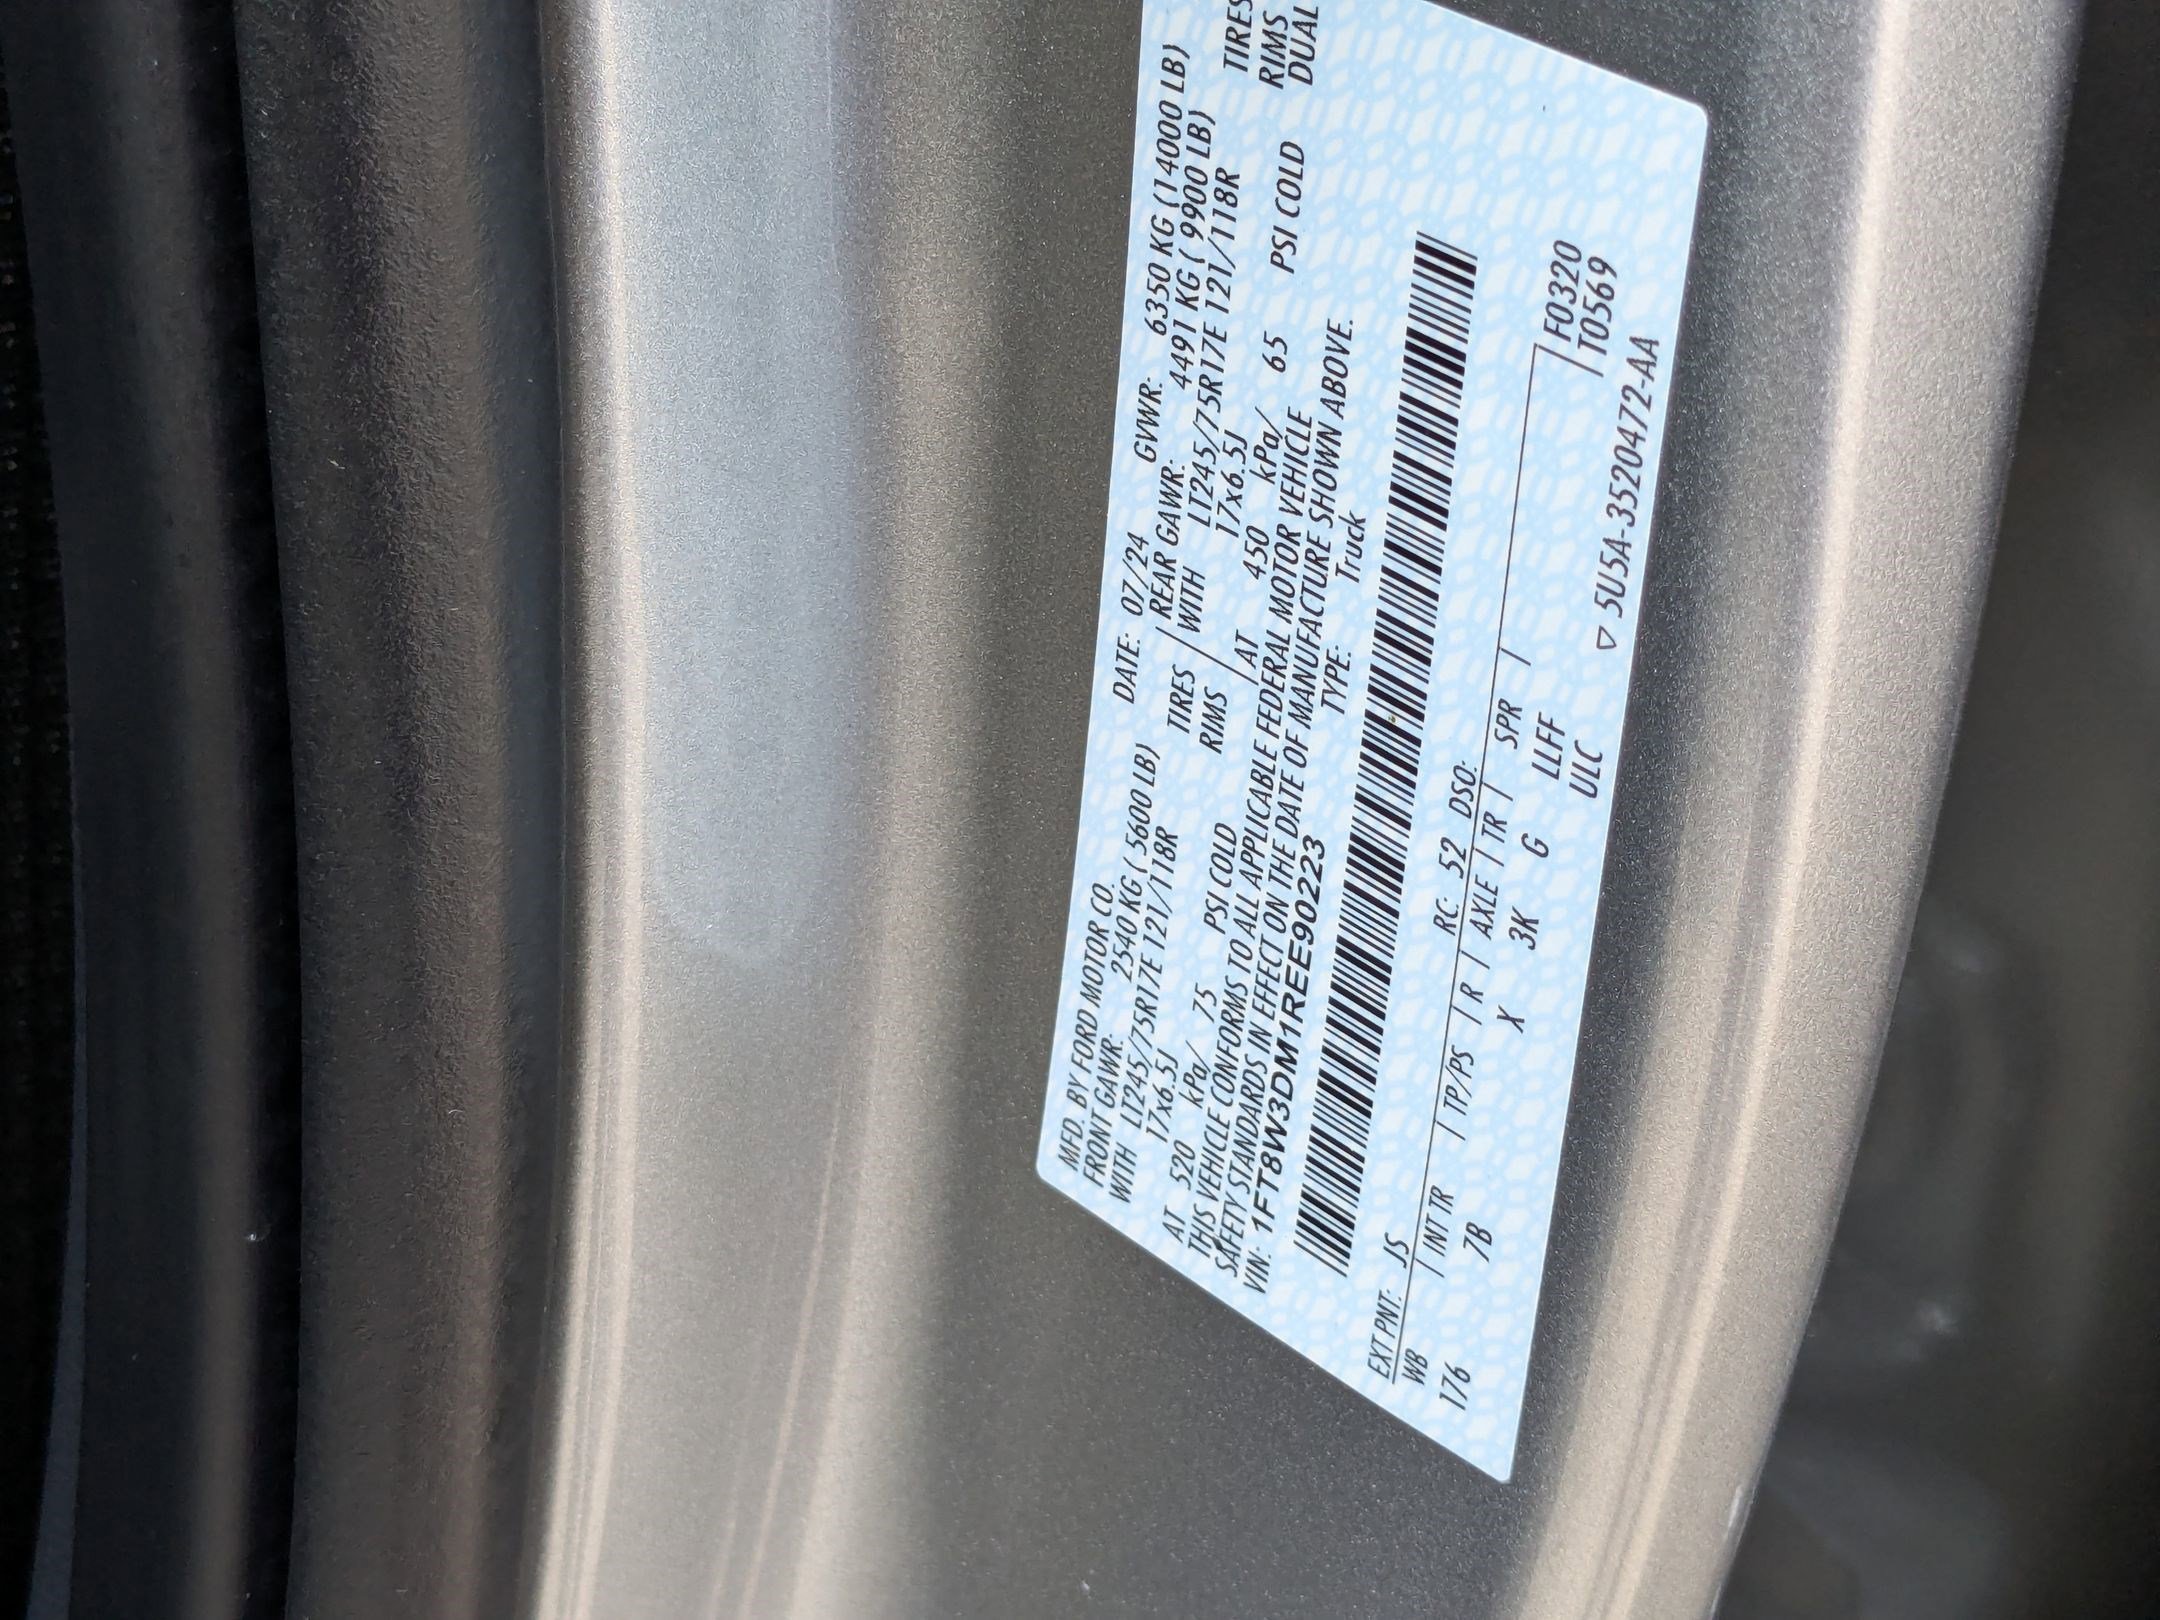 MFD. BY FORD MOTOR CO. DATE: 07/24 GVWR: 6350 KG (14000 LB)
FRONT GAWR: 2540 KG ( 5600 LB) REAR GAWR: 4491 KG ( 9900 LB)
WITH LT245/75R17E 121/118R TIRES WITH LT245/75R17E 121/118R TIRES
17x6.5J RIMS 17x6.5J RIMS
AT 520 kPa/ 75 PSI COLD AT 450 kPa/ 65 PSI COLD DUAL
THIS VEHICLE CONFORMS TO ALL APPLICABLE FEDERAL MOTOR VEHICLE
SAFETY STANDARDS IN EFFECT ON THE DATE OF MANUFACTURE SHOWN ABOVE.
VIN: 1FT8W3DM1REE90223 TYPE: Truck
EXT PNT: JS RC: 52 DSO:
WB | INT TR | TP/PS | R | AXLE | TR | SPR | F0320
176 7B X 3K G LLFF T0569
ULC
▽ 5U5A-3520472-AA